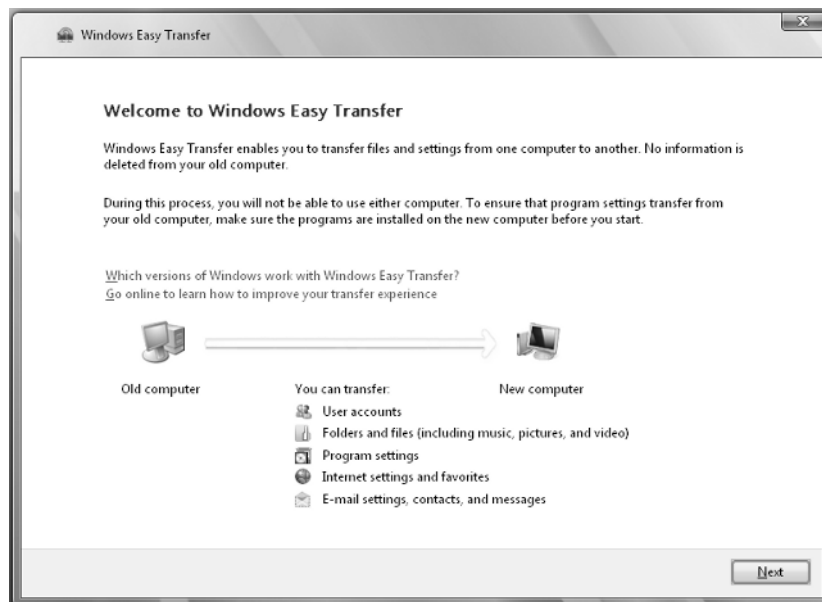 Windows Easy Transfer
Welcome to Windows Easy Transfer
Windows Easy Transfer enables you to transfer files and settings from one computer to another. No information is
deleted from your old computer.
During this process, you will not be able to use either computer. To ensure that program settings transfer from
your old computer, make sure the programs are installed on the new computer before you start.
Which versions of Windows work with Windows Easy Transfer?
Go online to learn how to improve your transfer experience
Old computer
You can transfer:
New computer
User accounts
Folders and files (including music, pictures, and video)
Program settings
Internet settings and favorites
E-mail settings, contacts, and messages
Next